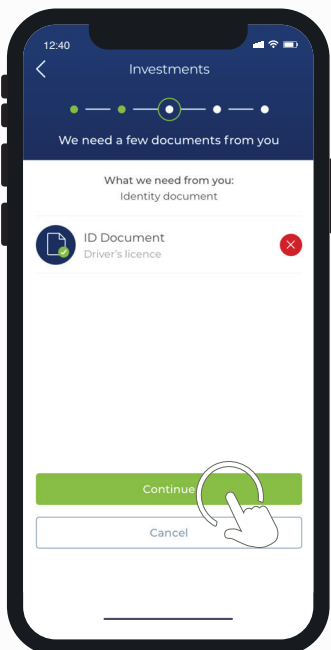 12:40
Investments
We need a few documents from you
What we need from you:
Identity document
ID Document
Driver's licence
Continue
Cancel